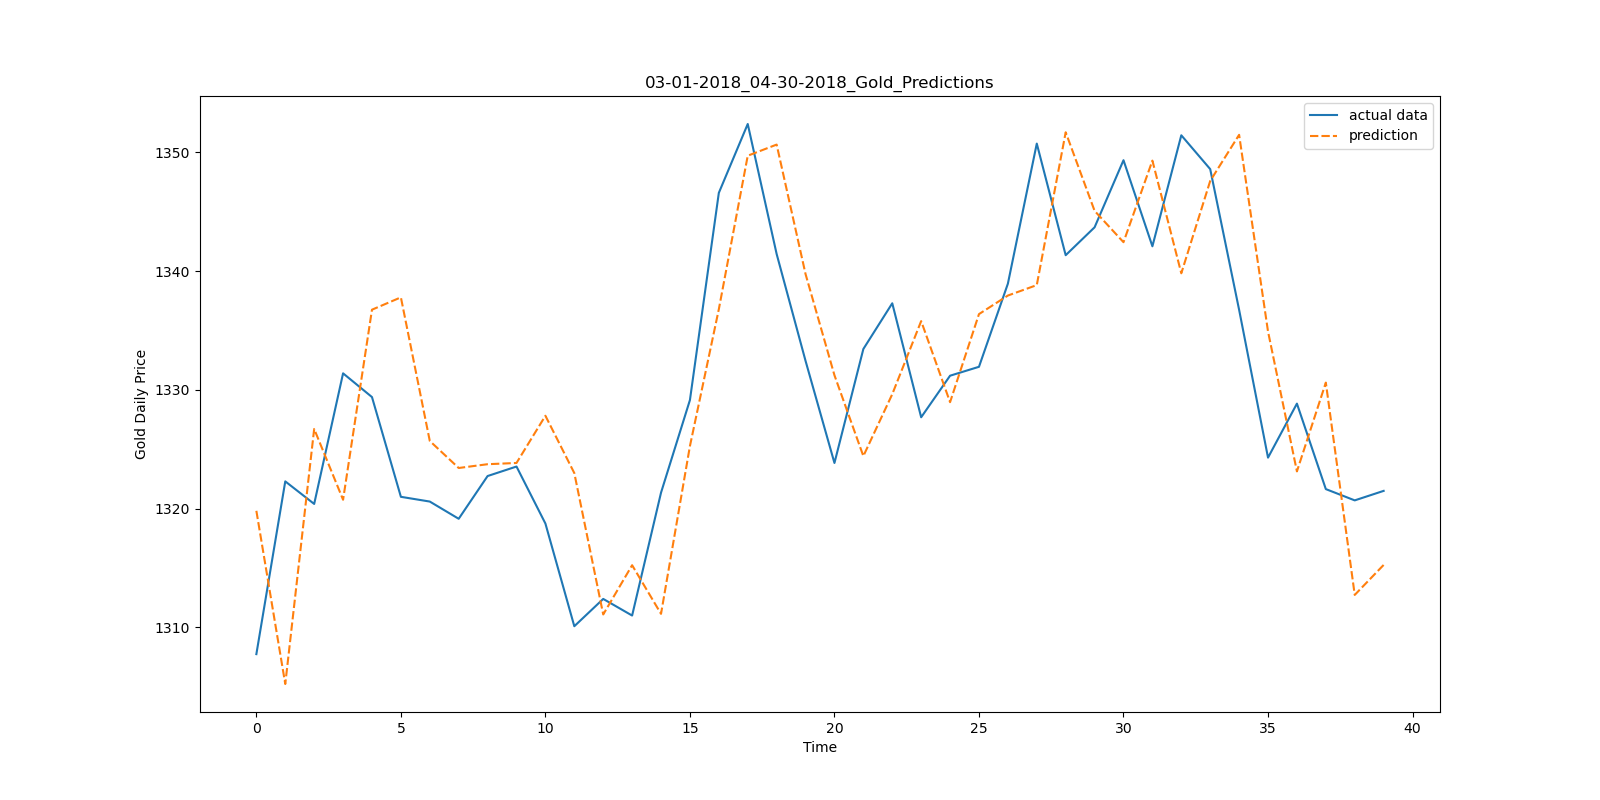 03-01-2018_04-30-2018_Gold_Predictions
actual data
prediction
Gold Daily Price
1350
1340
1330
1320
1310
0 5 10 15 20 25 30 35 40
Time